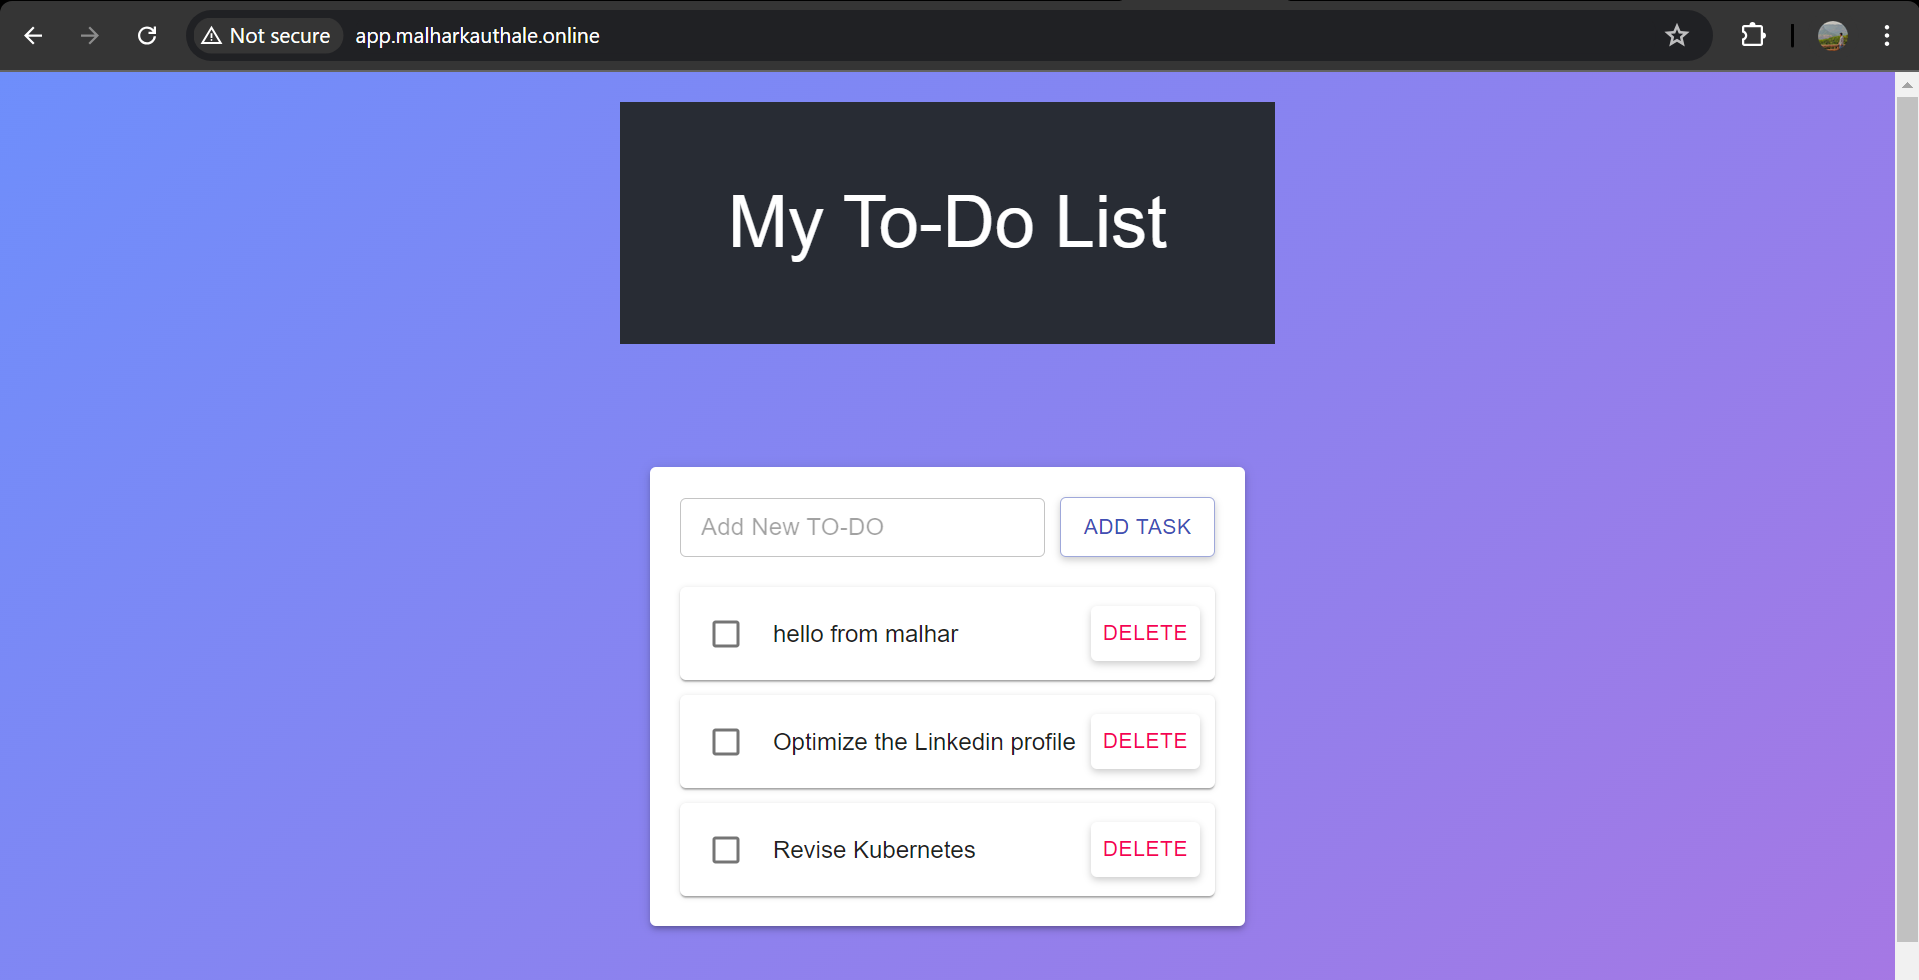 Not secure app.malharkauthale.online
My To-Do List
Add New TO-DO ADD TASK
hello from malhar DELETE
Optimize the Linkedin profile DELETE
Revise Kubernetes DELETE